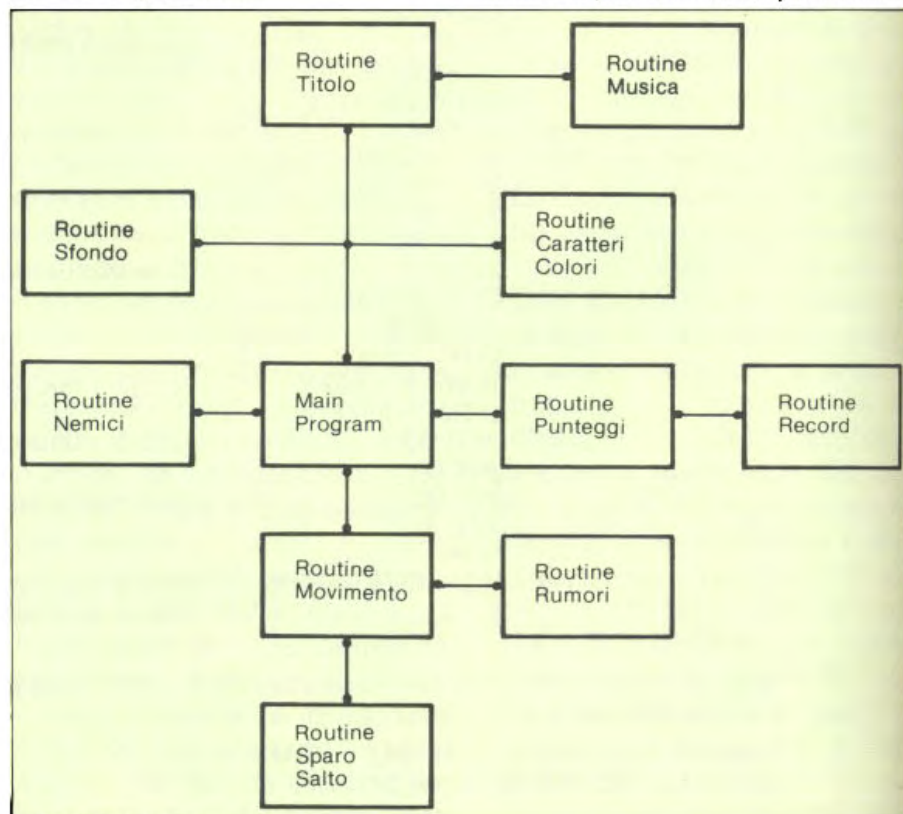 Routine
Titolo
Routine
Musica
Routine
Sfondo
Routine
Caratteri
Colori
Routine
Nemici
Main
Program
Routine
Punteggi
Routine
Record
Routine
Movimento
Routine
Rumori
Routine
Sparo
Salto